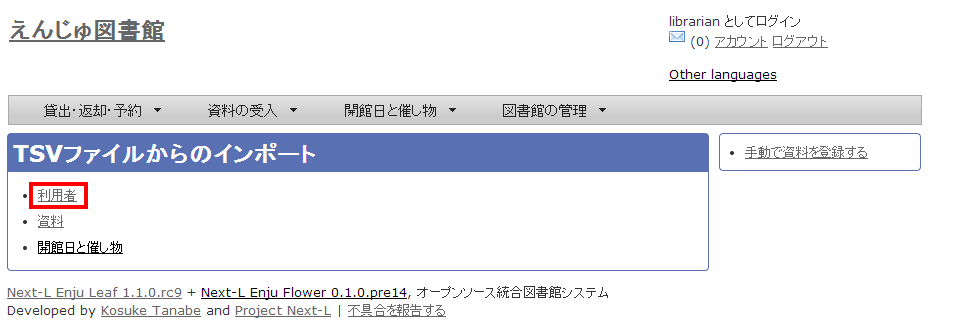 えんじゅ図書館
librarian としてログイン
(0) アカウント ログアウト
Other languages
貸出・返却・予約 資料の受入 開館日と催し物 図書館の管理
TSVファイルからのインポート
利用者
資料
開館日と催し物
手動で資料を登録する
Next-L Enju Leaf 1.1.0.rc9 + Next-L Enju Flower 0.1.0.pre14, オープンソース統合図書館システム
Developed by Kosuke Tanabe and Project Next-L | 不具合を報告する